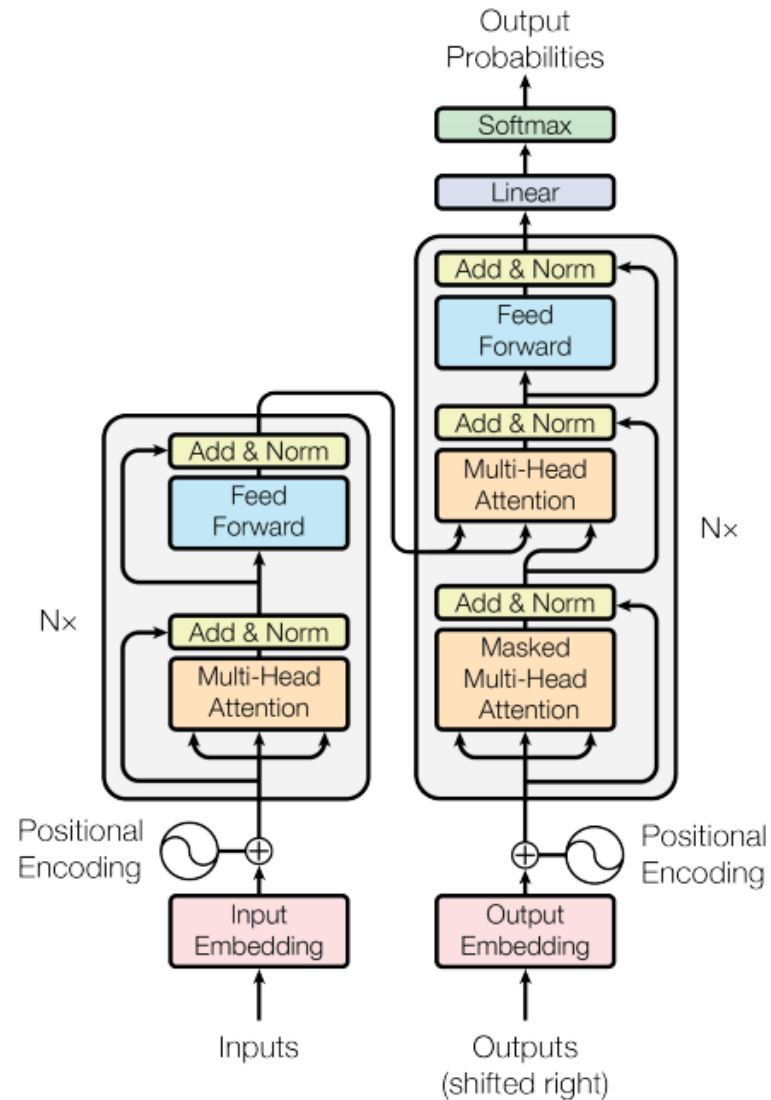 Output
Probabilities
Softmax
Linear
Add & Norm
Feed
Forward
Add & Norm
Multi-Head
Attention
Nx
Add & Norm
Masked
Multi-Head
Attention
Add & Norm
Feed
Forward
Nx
Add & Norm
Multi-Head
Attention
Positional
Encoding
Positional
Encoding
Input
Embedding
Output
Embedding
Inputs
Outputs
(shifted right)